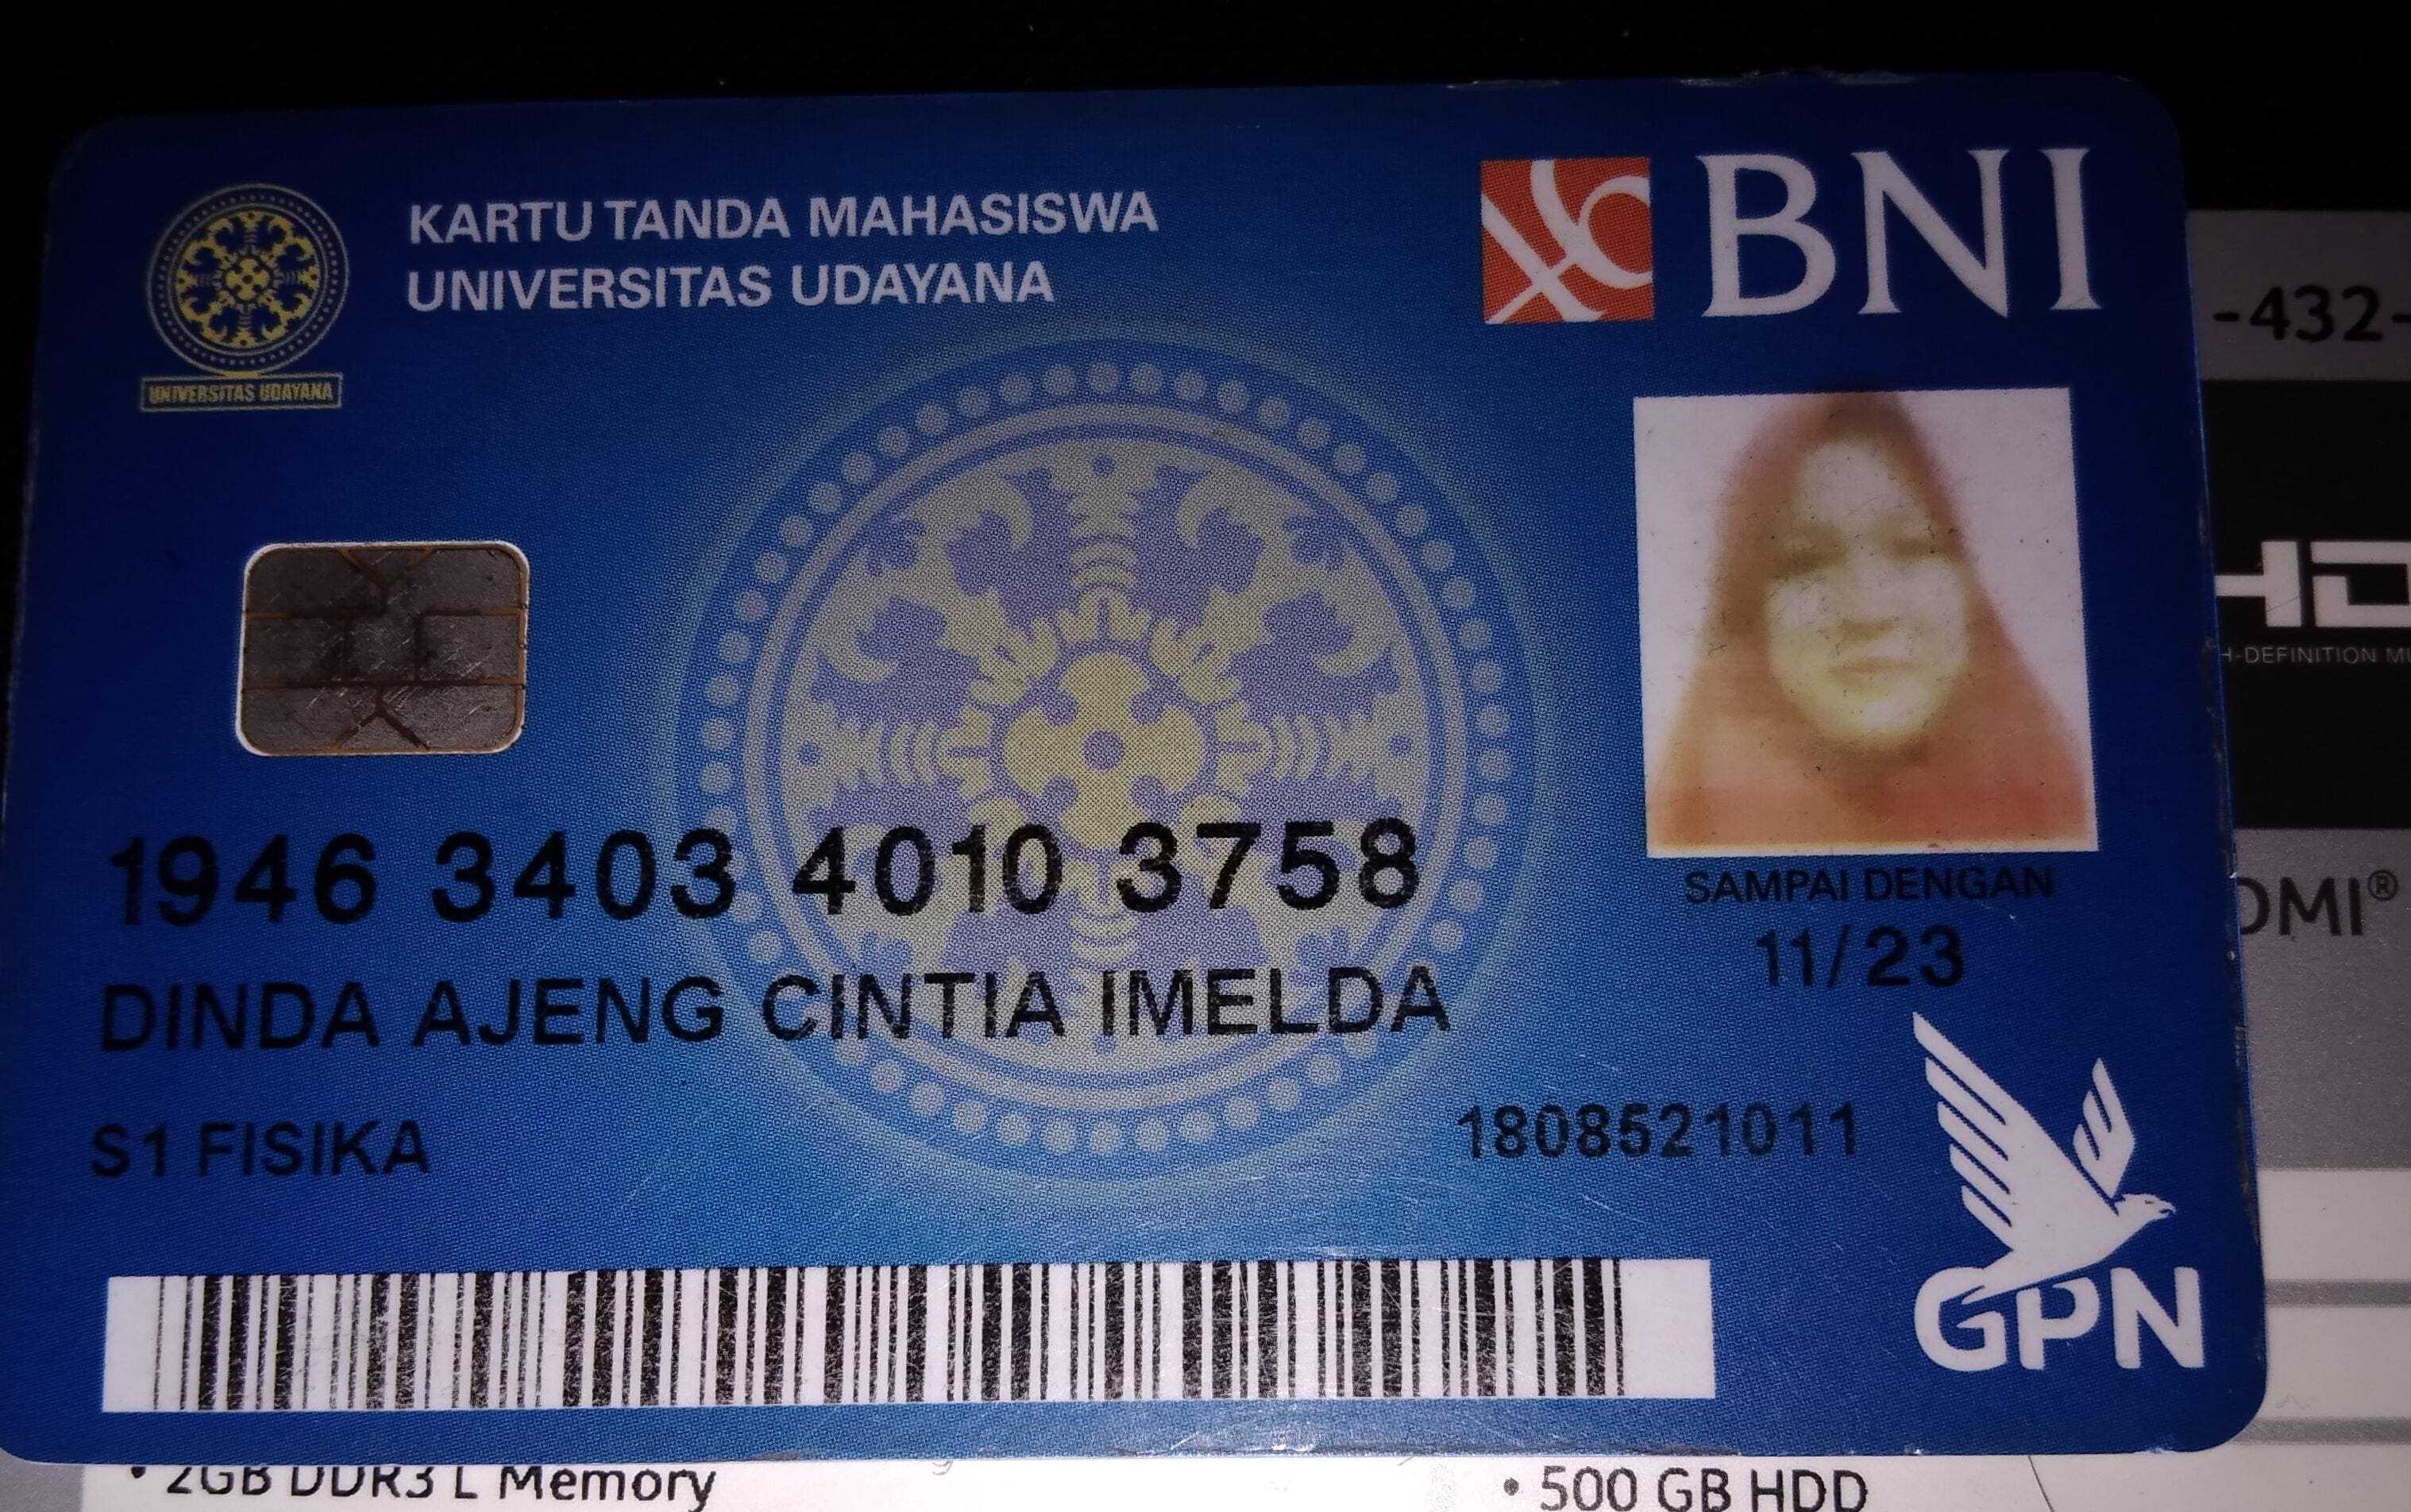 KARTU TANDA MAHASISWA
UNIVERSITAS UDAYANA
BNI
UNIVERSITAS UDAYANA
1946 3403 4010 3758
SAMPAI DENGAN
11/23
DINDA AJENG CINTIA IMELDA
S1 FISIKA
1808521011
GPN
-432-
HD
H-DEFINITION
DMI®
• 2GB DDR3 L Memory
• 500 GB HDD